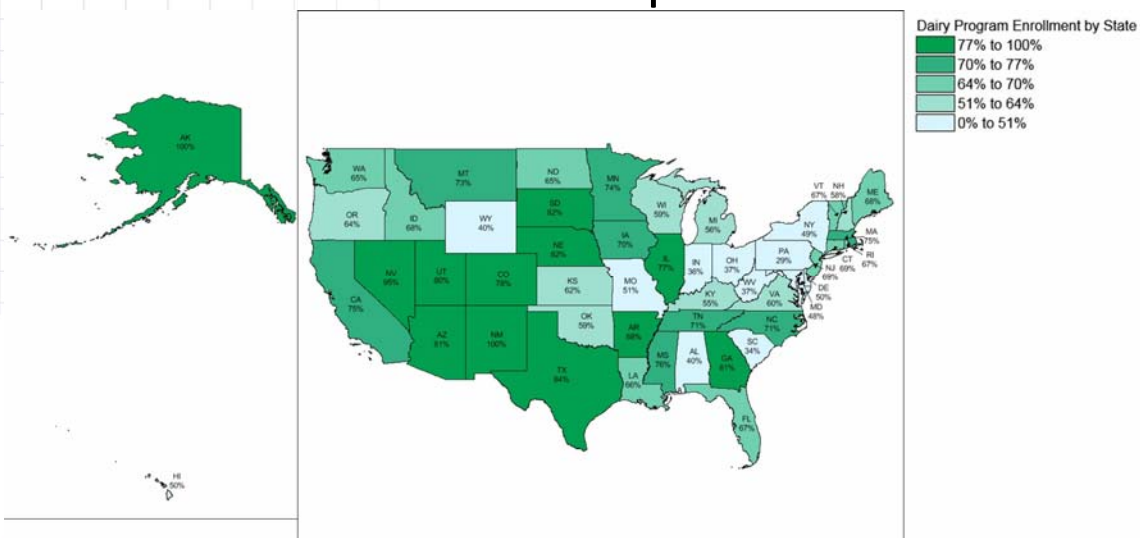 Dairy Program Enrollment by State
77% to 100%
70% to 77%
64% to 70%
51% to 64%
0% to 51%
AK
100%
HI
50%
WA
65%
OR
64%
CA
75%
ID
68%
NV
95%
MT
73%
WY
40%
UT
80%
CO
78%
AZ
81%
NM
100%
ND
65%
SD
82%
NE
82%
KS
62%
OK
59%
TX
84%
MN
74%
IA
70%
MO
51%
AR
88%
LA
66%
WI
59%
IL
77%
MI
56%
IN
36%
OH
37%
KY
55%
TN
71%
MS
76%
AL
40%
GA
81%
FL
67%
SC
34%
NC
71%
VA
60%
WV
37%
PA
29%
NY
49%
VT
67%
NH
58%
ME
68%
MA
75%
RI
67%
CT
69%
NJ
69%
DE
50%
MD
48%